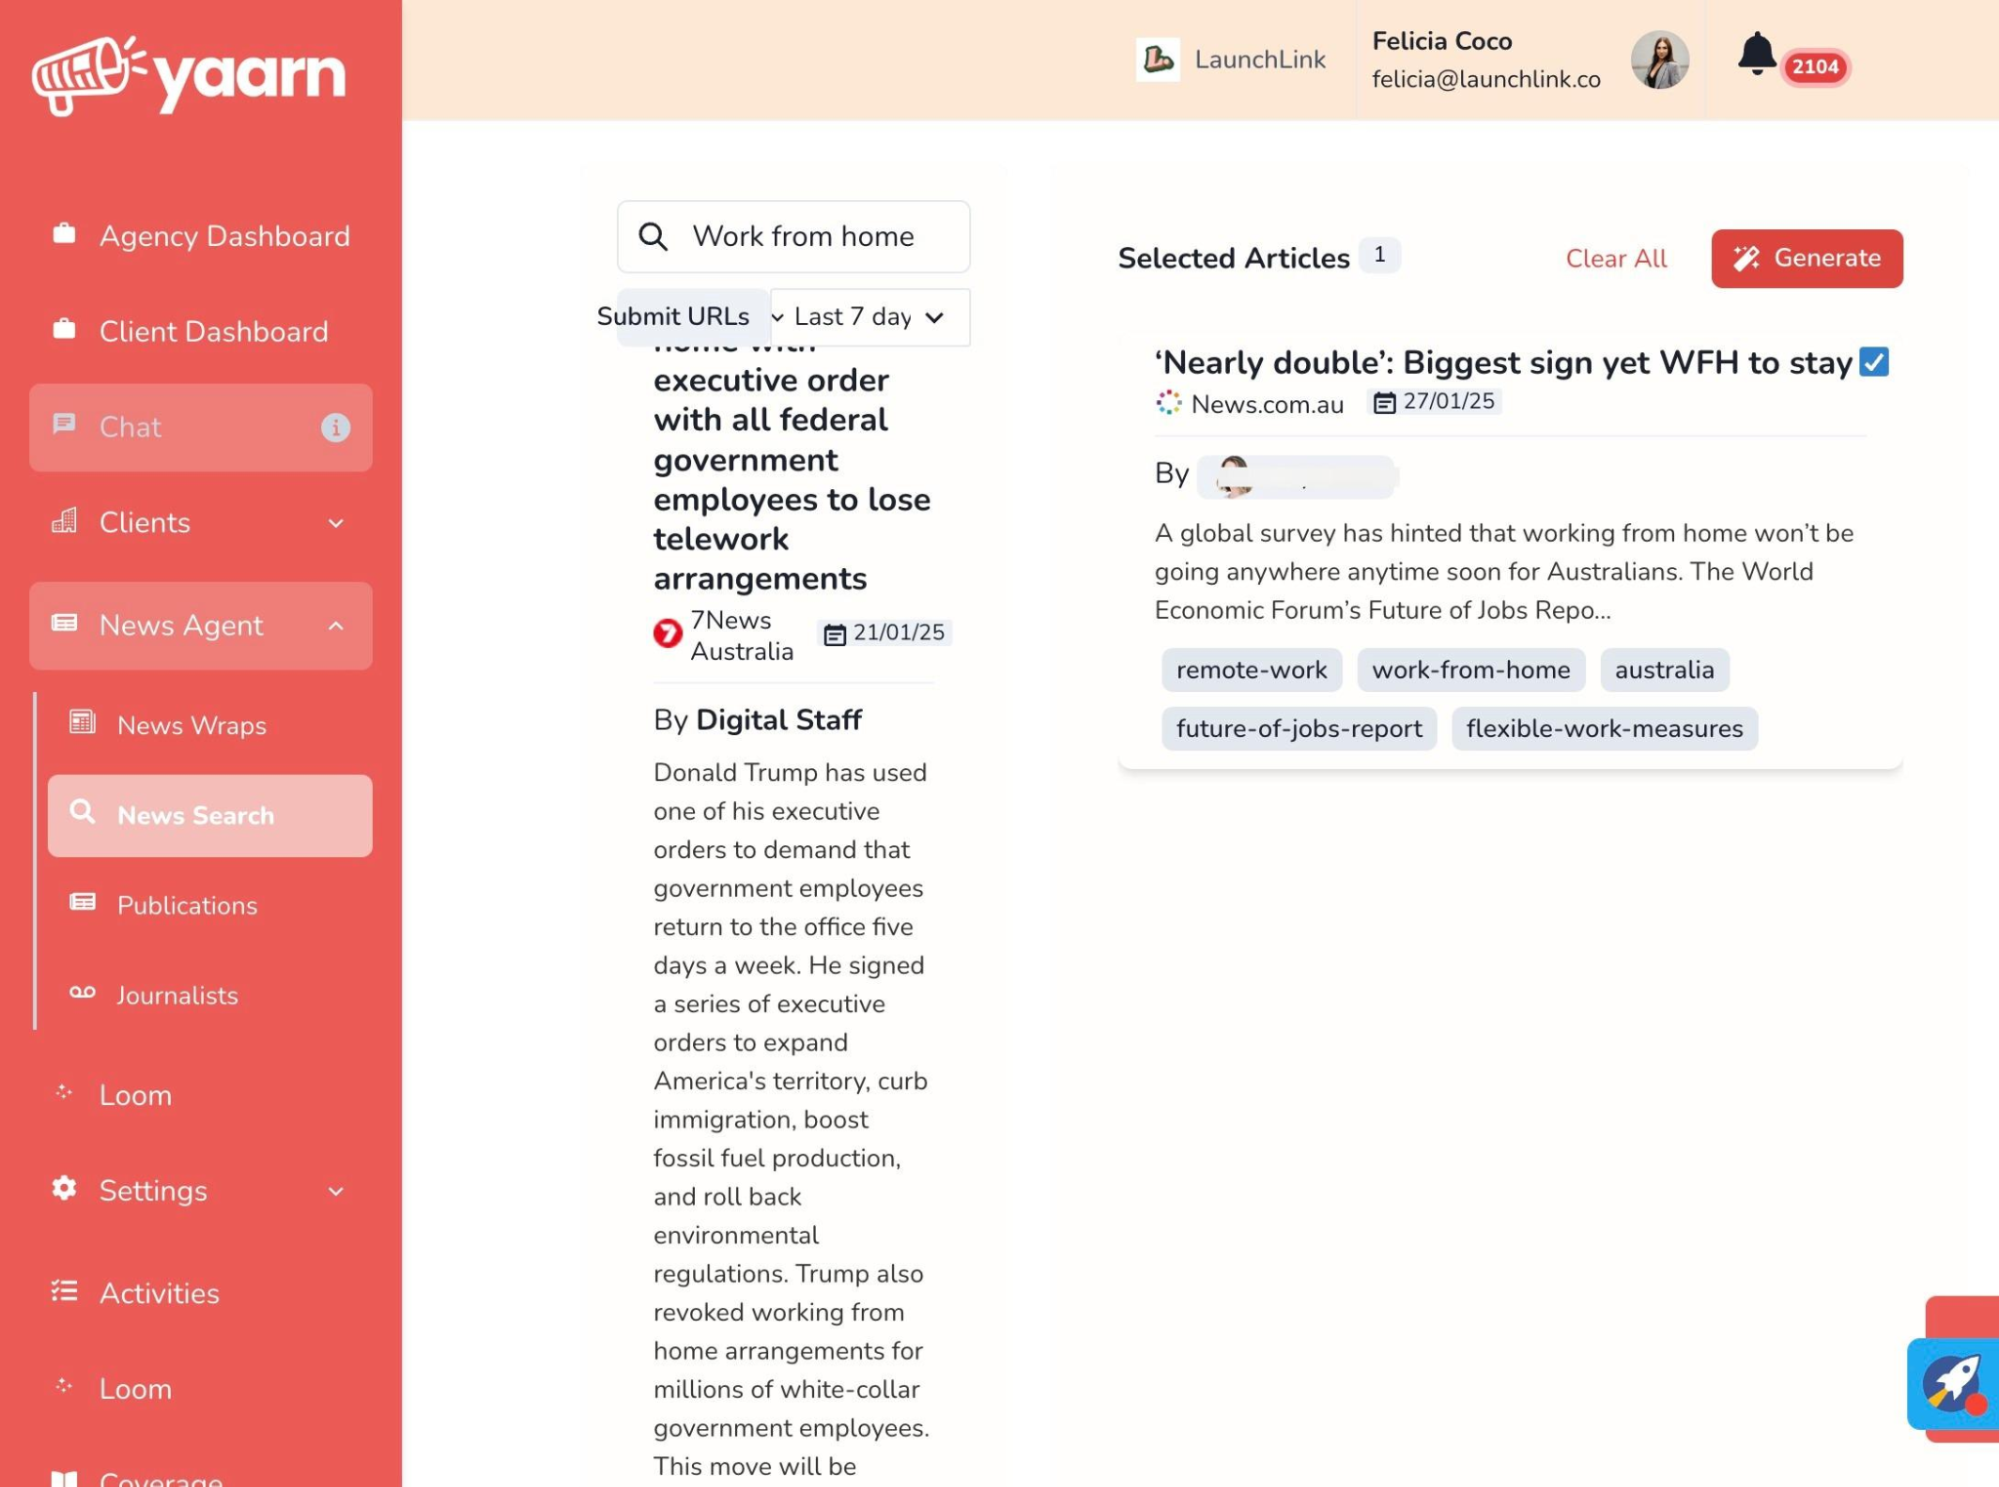 yaarn
LaunchLink
Felicia Coco
felicia@launchlink.co
2104
Agency Dashboard
Client Dashboard
Chat
Clients
News Agent
News Wraps
News Search
Publications
Journalists
Loom
Settings
Activities
Loom
Coverage
Work from home
Submit URLs
Last 7 day
home with
executive order
with all federal
government
employees to lose
telework
arrangements
7News
Australia
21/01/25
By Digital Staff
Donald Trump has used
one of his executive
orders to demand that
government employees
return to the office five
days a week. He signed
a series of executive
orders to expand
America's territory, curb
immigration, boost
fossil fuel production,
and roll back
environmental
regulations. Trump also
revoked working from
home arrangements for
millions of white-collar
government employees.
This move will be
Selected Articles 1
Clear All
Generate
‘Nearly double’: Biggest sign yet WFH to stay
News.com.au
27/01/25
By
A global survey has hinted that working from home won’t be
going anywhere anytime soon for Australians. The World
Economic Forum’s Future of Jobs Repo...
remote-work work-from-home australia
future-of-jobs-report flexible-work-measures